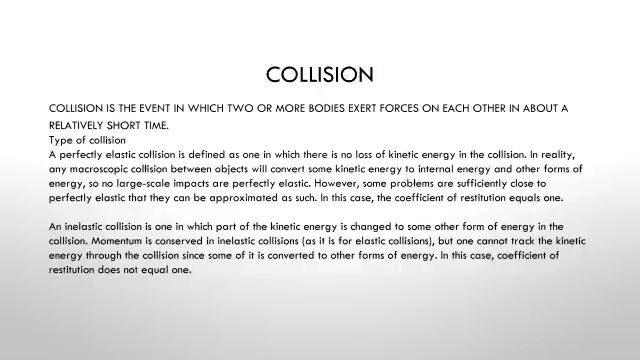 COLLISION
COLLISION IS THE EVENT IN WHICH TWO OR MORE BODIES EXERT FORCES ON EACH OTHER IN ABOUT A
RELATIVELY SHORT TIME.
Type of collision
A perfectly elastic collision is defined as one in which there is no loss of kinetic energy in the collision. In reality,
any macroscopic collision between objects will convert some kinetic energy to internal energy and other forms of
energy, so no large-scale impacts are perfectly elastic. However, some problems are sufficiently close to
perfectly elastic that they can be approximated as such. In this case, the coefficient of restitution equals one.
An inelastic collision is one in which part of the kinetic energy is changed to some other form of energy in the
collision. Momentum is conserved in inelastic collisions (as it is for elastic collisions), but one cannot track the kinetic
energy through the collision since some of it is converted to other forms of energy. In this case, coefficient of
restitution does not equal one.